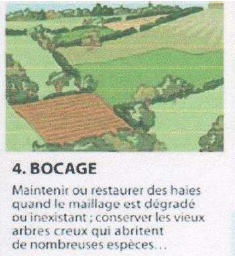 4. BOCAGE
Maintenir ou restaurer des haies
quand le maillage est dégradé
ou inexistant ; conserver les vieux
arbres creux qui abritent
de nombreuses espèces...